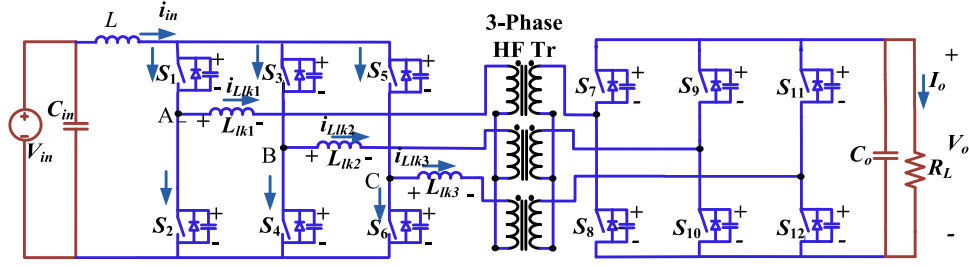 L
i_in
3-Phase
HF Tr
S1
+
-
S3
+
-
S5
+
-
S7
+
-
S9
+
-
S11
+
-
+
I_o
V_o
-
C_in
+
-
V_in
A
i_Llk1
+ L_lk1 -
B
i_Llk2
+ L_lk2 -
C
i_Llk3
+ L_lk3 -
C_o
R_L
S2
+
-
S4
+
-
S6
+
-
S8
+
-
S10
+
-
S12
+
-